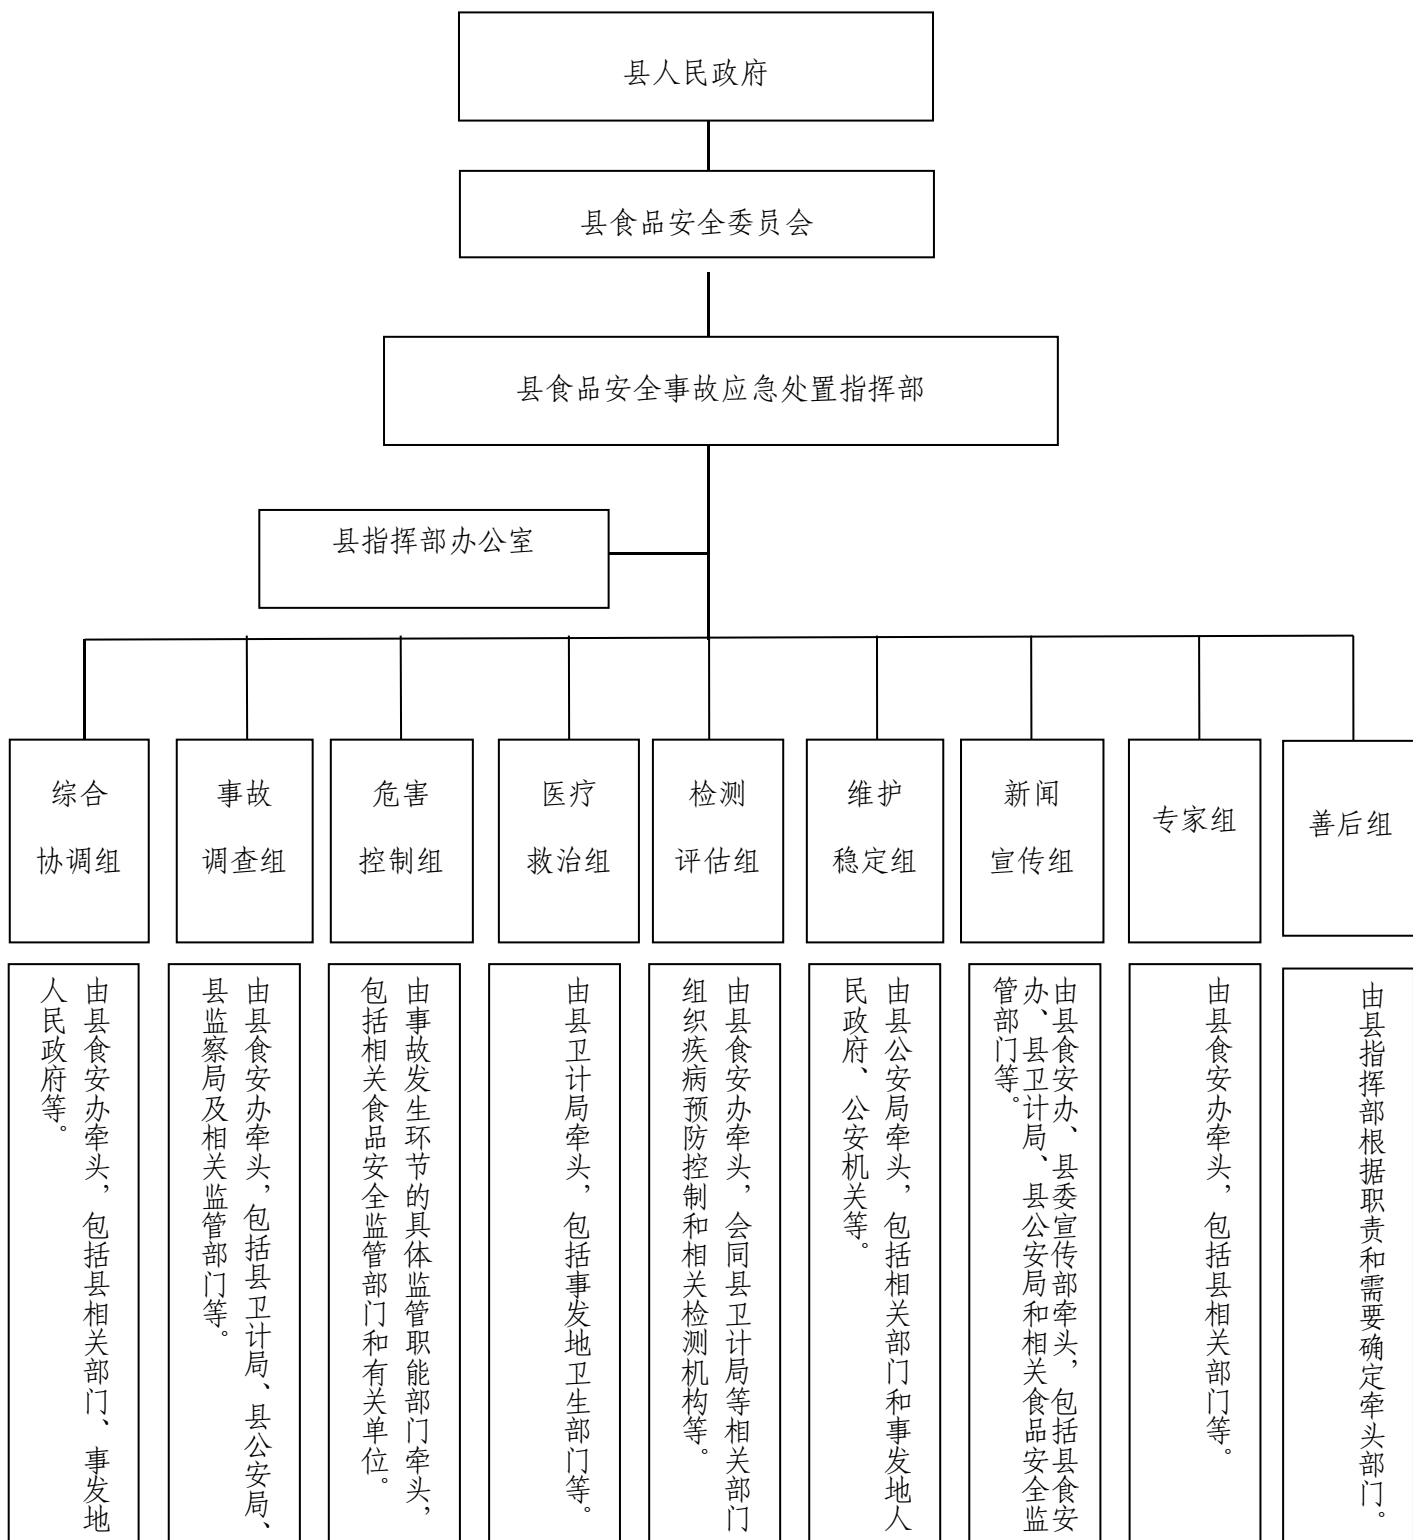 县人民政府
县食品安全委员会
县食品安全事故应急处置指挥部
县指挥部办公室
综合
协调组
事故
调查组
危害
控制组
医疗
救治组
检测
评估组
维护
稳定组
新闻
宣传组
专家组
善后组
由县食安办牵头，包括县相关部门、事发地
人民政府等。
由县食安办牵头，包括县卫计局、县公安局、
县监察局及相关监管部门等。
由事故发生环节的具体监管职能部门牵头，
包括相关食品安全监管部门和有关单位。
由县卫计局牵头，包括事发地卫生部门等。
由县食安办牵头，会同县卫计局等相关部门
组织疾病预防控制和相关检测机构等。
由县公安局牵头，包括相关部门和事发地人
民政府、公安机关等。
由县食安办、县委宣传部牵头，包括县食安
办、县卫计局、县公安局和相关食品安全监
管部门等。
由县食安办牵头，包括县相关部门等。
由县指挥部根据职责和需要确定牵头部门。